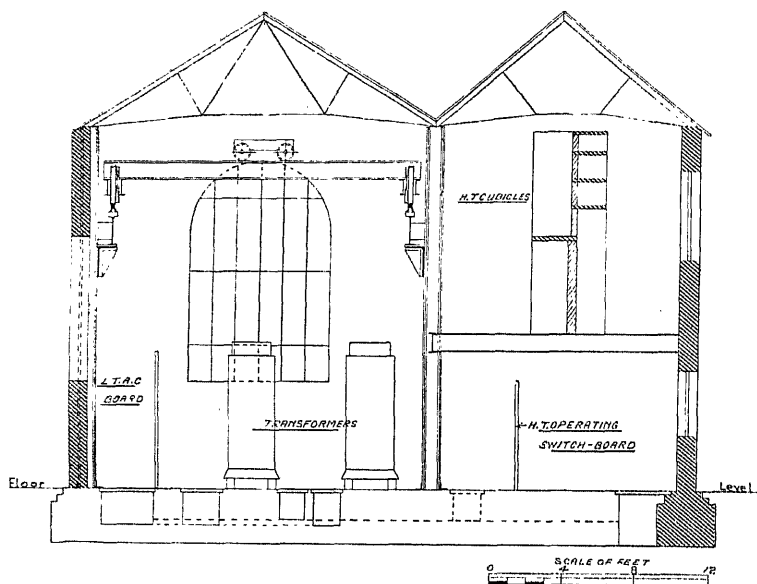 H.T.CUBICLES
L.T.A.C
BOARD
TRANSFORMERS
H.T.OPERATING
SWITCH-BOARD
Floor
Level
SCALE OF FEET
0 4 8 12